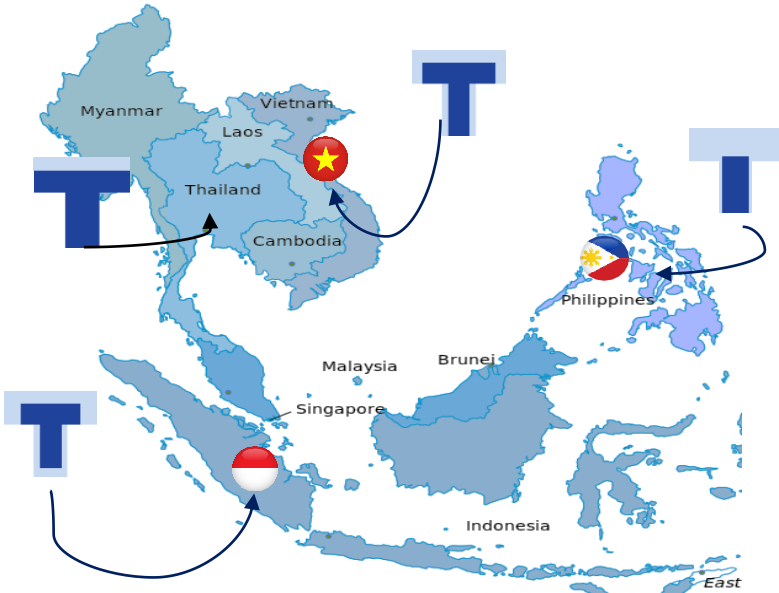 Myanmar
Vietnam
Laos
Thailand
Cambodia
Philippines
Malaysia
Brunei
Singapore
Indonesia
East